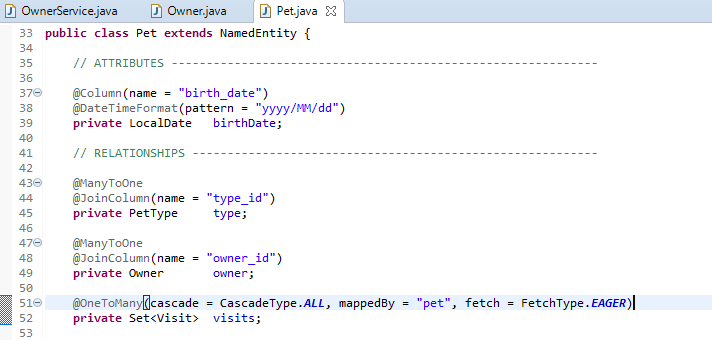 OwnerService.java Owner.java Pet.java
33 public class Pet extends NamedEntity {
34
35 // ATTRIBUTES -------------------------------------------------------------
36
37 @Column(name = "birth_date")
38 @DateTimeFormat(pattern = "yyyy/MM/dd")
39 private LocalDate birthDate;
40
41 // RELATIONSHIPS ----------------------------------------------------------
42
43 @ManyToOne
44 @JoinColumn(name = "type_id")
45 private PetType type;
46
47 @ManyToOne
48 @JoinColumn(name = "owner_id")
49 private Owner owner;
50
51 @OneToMany(cascade = CascadeType.ALL, mappedBy = "pet", fetch = FetchType.EAGER)
52 private Set<Visit> visits;
53